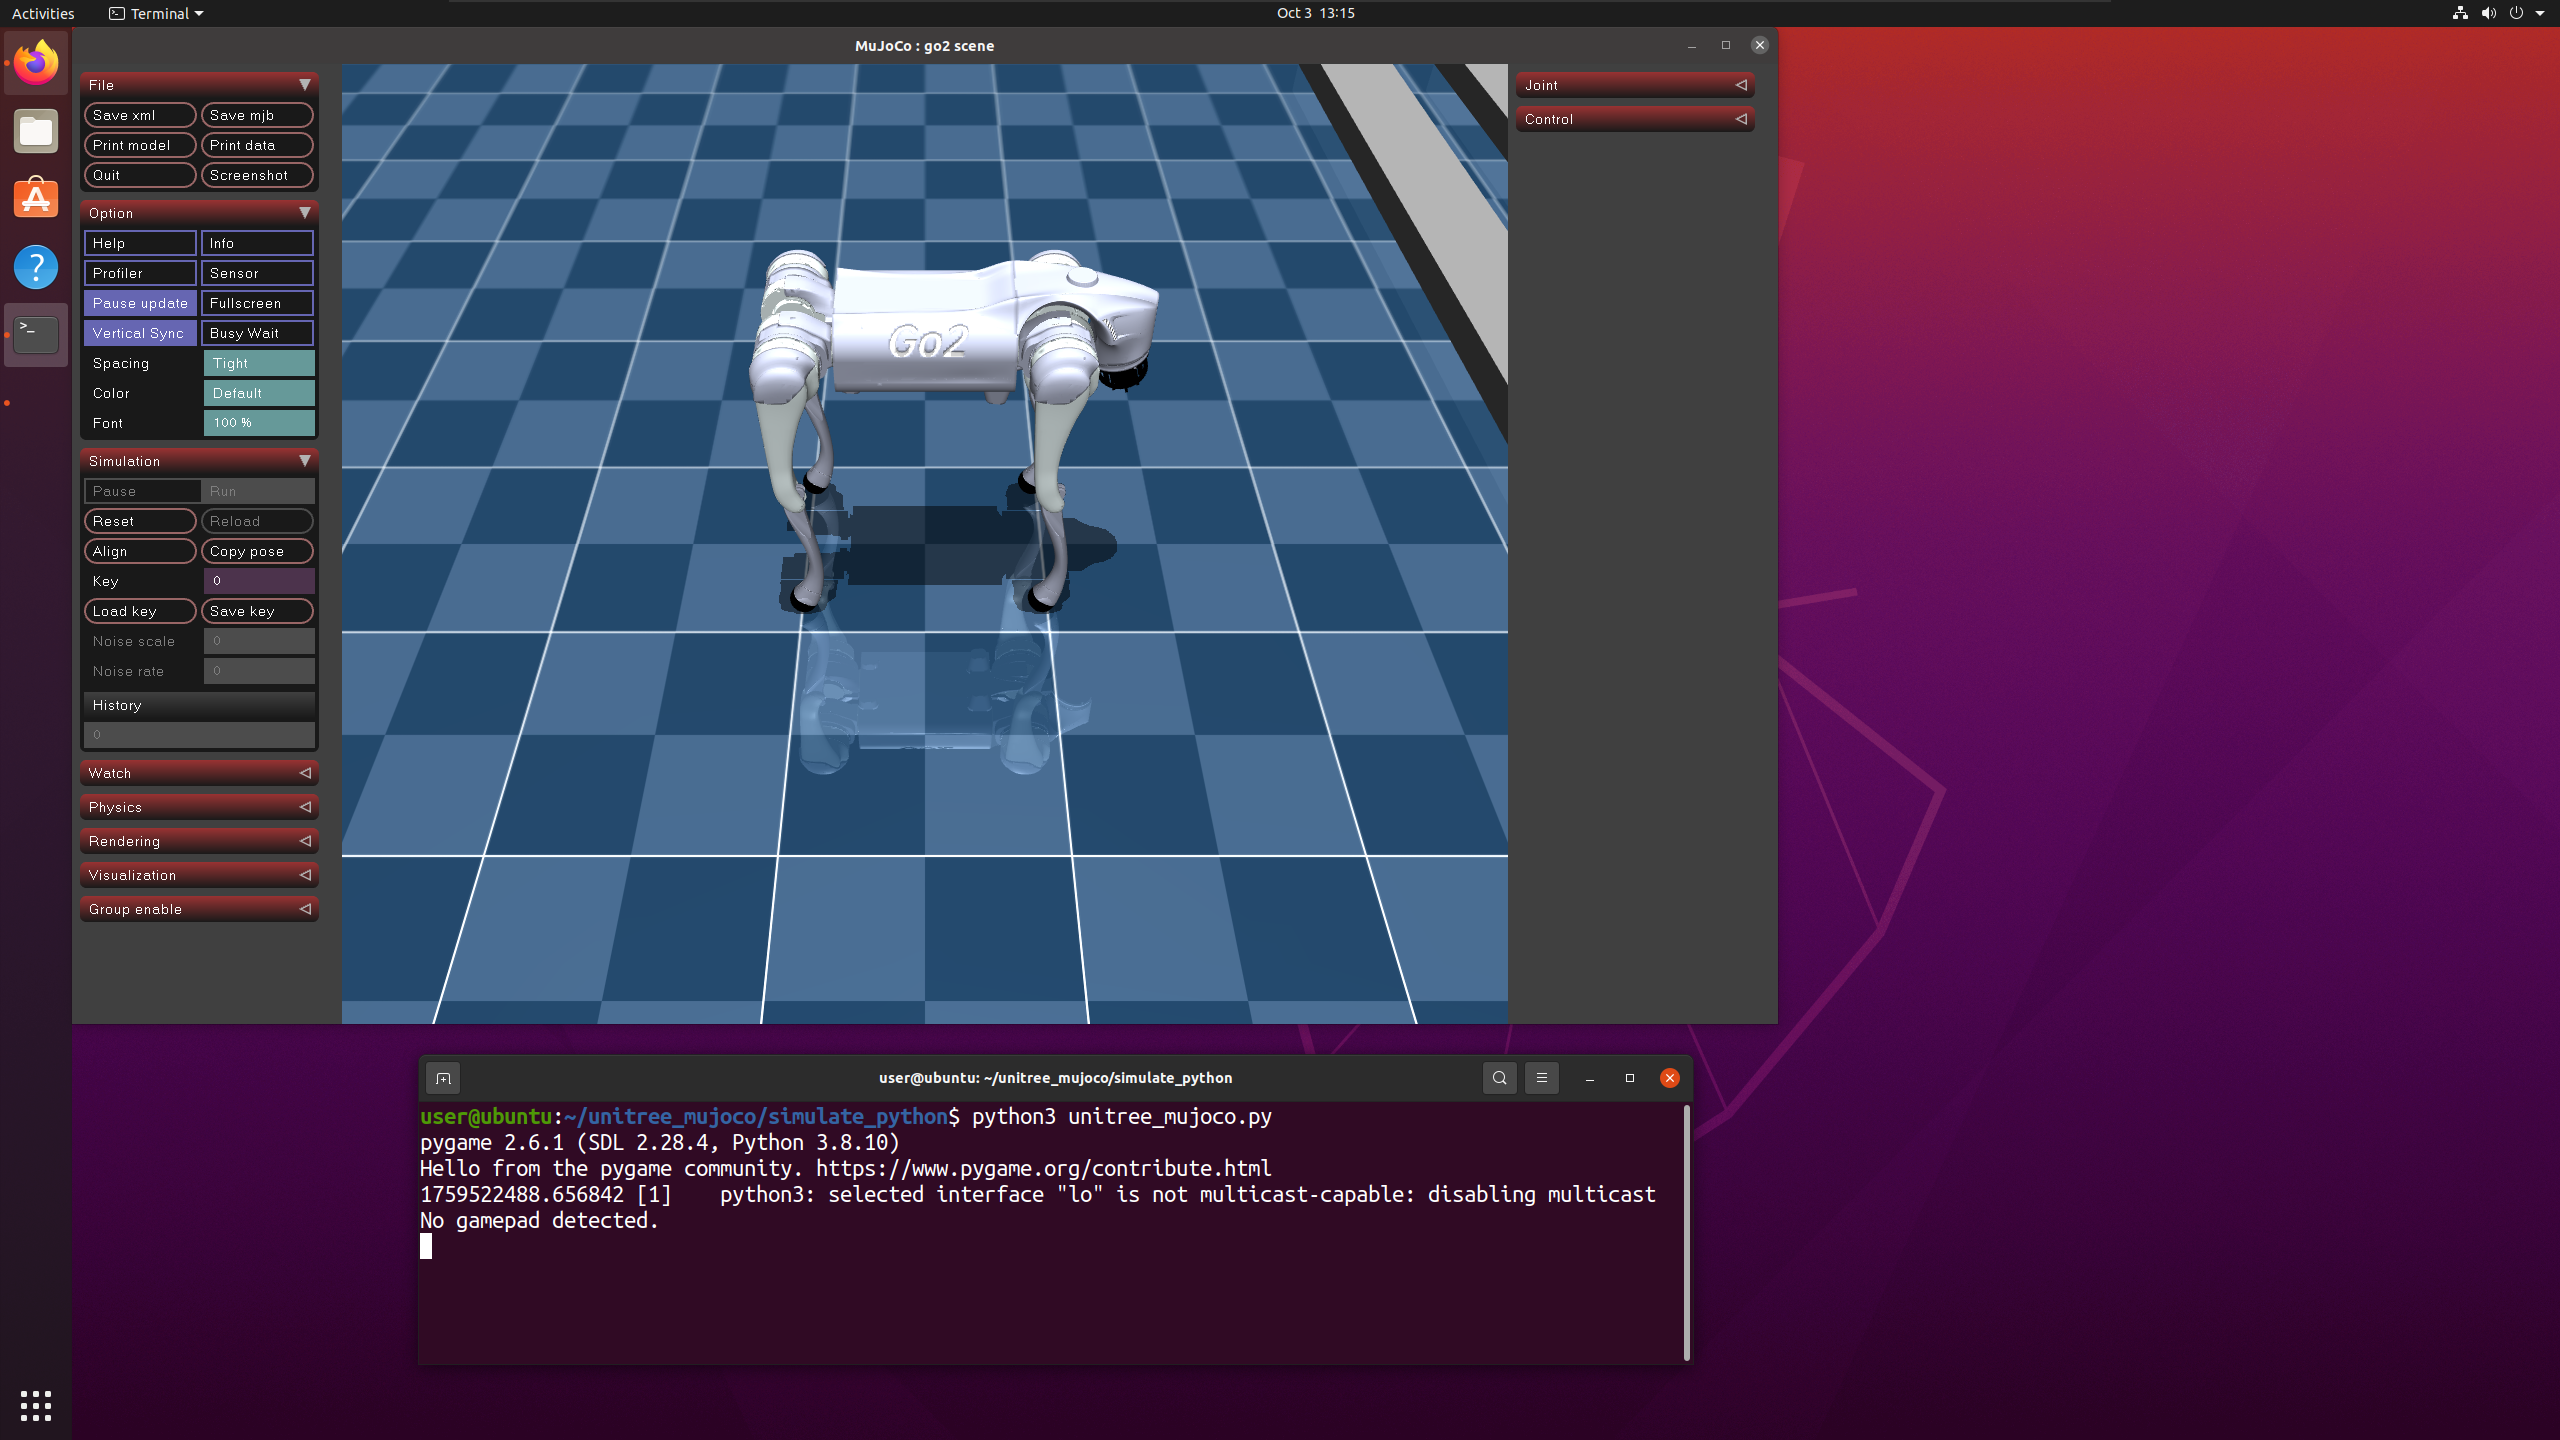 Activities
Terminal
Oct 3 13:15
MuJoCo : go2 scene
File
Save xml
Save mjb
Print model
Print data
Quit
Screenshot
Option
Help
Info
Profiler
Sensor
Pause update
Fullscreen
Vertical Sync
Busy Wait
Spacing
Tight
Color
Default
Font
100 %
Simulation
Pause
Run
Reset
Reload
Align
Copy pose
Key
0
Load key
Save key
Noise scale
0
Noise rate
0
History
0
Watch
Physics
Rendering
Visualization
Group enable
Go2
Joint
Control
user@ubuntu: ~/unitree_mujoco/simulate_python
user@ubuntu:~/unitree_mujoco/simulate_python$ python3 unitree_mujoco.py
pygame 2.6.1 (SDL 2.28.4, Python 3.8.10)
Hello from the pygame community. https://www.pygame.org/contribute.html
1759522488.656842 [1]    python3: selected interface "lo" is not multicast-capable: disabling multicast
No gamepad detected.